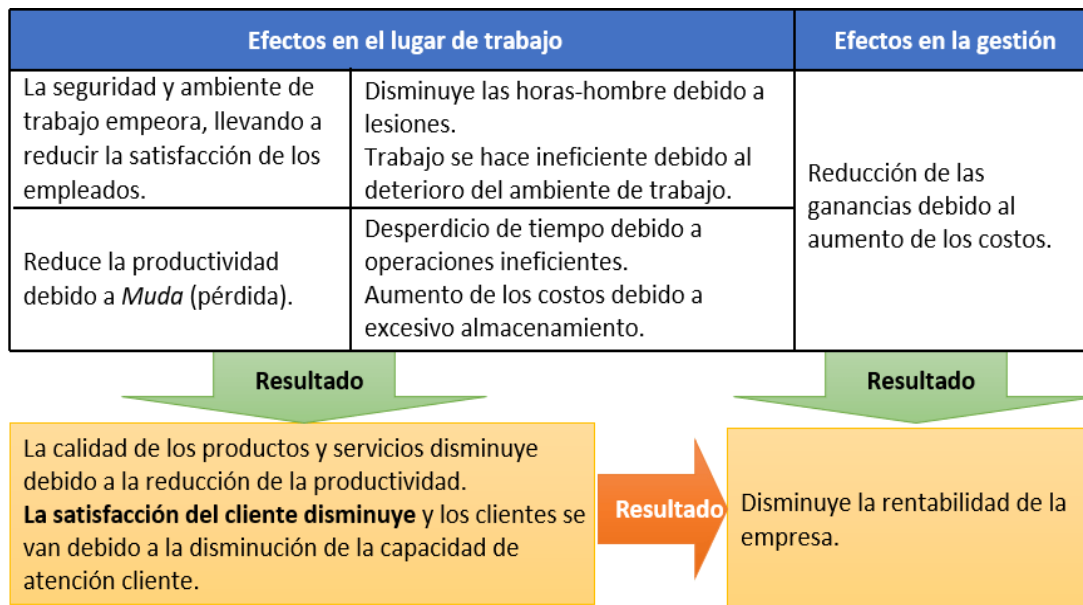 Efectos en el lugar de trabajo
Efectos en la gestión
La seguridad y ambiente de
trabajo empeora, llevando a
reducir la satisfacción de los
empleados.
Disminuye las horas-hombre debido a
lesiones.
Trabajo se hace ineficiente debido al
deterioro del ambiente de trabajo.
Reducción de las
ganancias debido al
aumento de los costos.
Reduce la productividad
debido a Muda (pérdida).
Desperdicio de tiempo debido a
operaciones ineficientes.
Aumento de los costos debido a
excesivo almacenamiento.
Resultado
Resultado
La calidad de los productos y servicios disminuye
debido a la reducción de la productividad.
La satisfacción del cliente disminuye y los clientes se
van debido a la disminución de la capacidad de
atención cliente.
Resultado
Disminuye la rentabilidad de la
empresa.